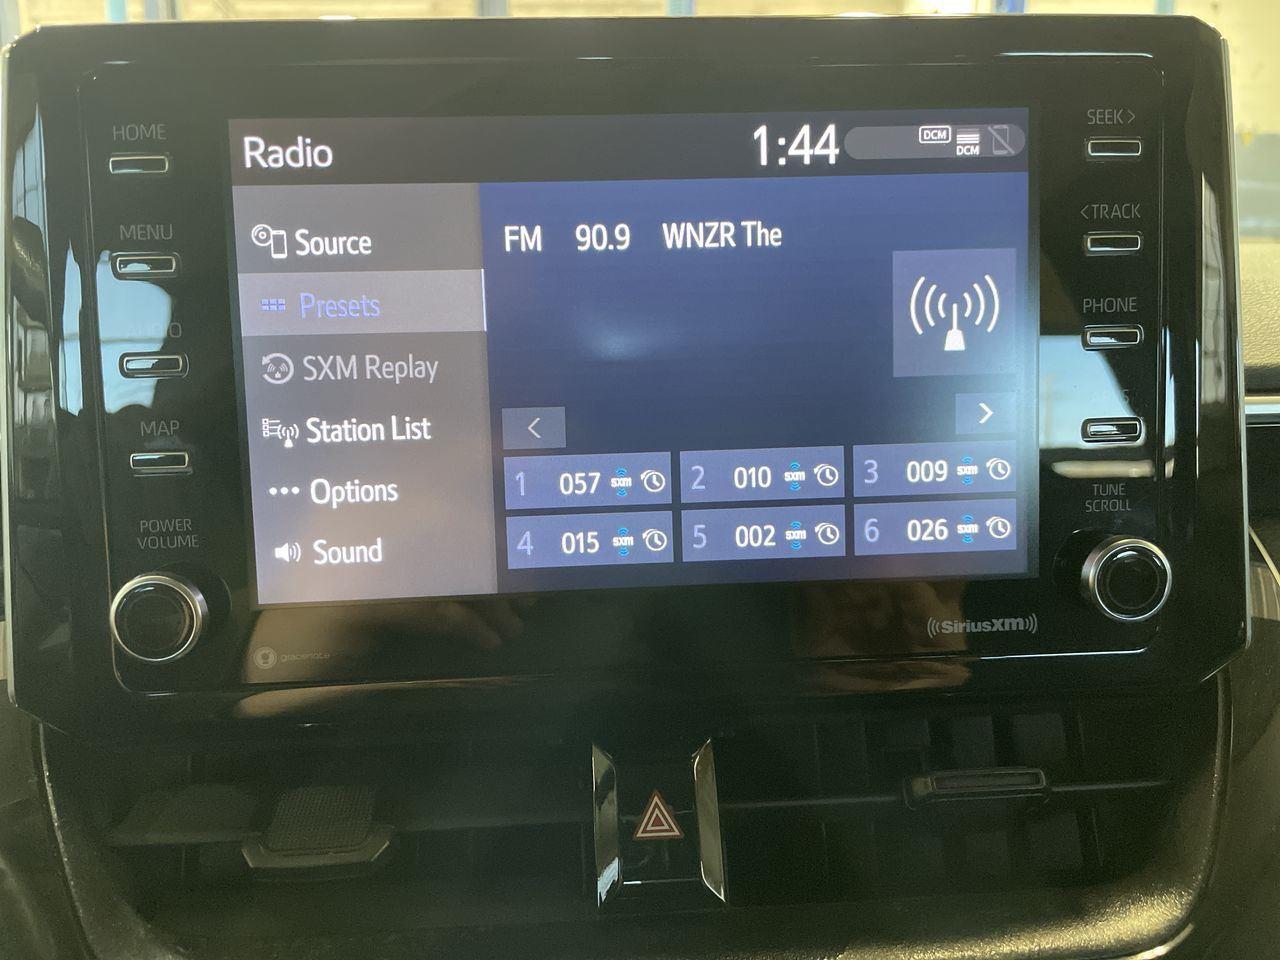 HOME
MENU
AUDIO
MAP
POWER
VOLUME
Radio
1:44
DCM
DCM
Source
Presets
SXM Replay
Station List
Options
Sound
FM 90.9 WNZR The
<
>
1 057 sxm
2 010 sxm
3 009 sxm
4 015 sxm
5 002 sxm
6 026 sxm
SEEK>
<TRACK
PHONE
TUNE
SCROLL
gracenote
((SiriusXM))